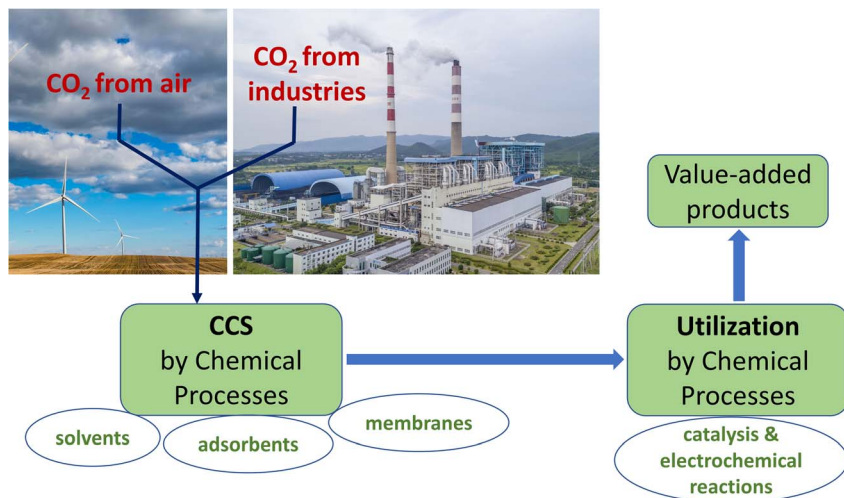 CO₂ from air
CO₂ from
industries
Value-added
products
CCS
by Chemical
Processes
Utilization
by Chemical
Processes
solvents
adsorbents
membranes
catalysis &
electrochemical
reactions